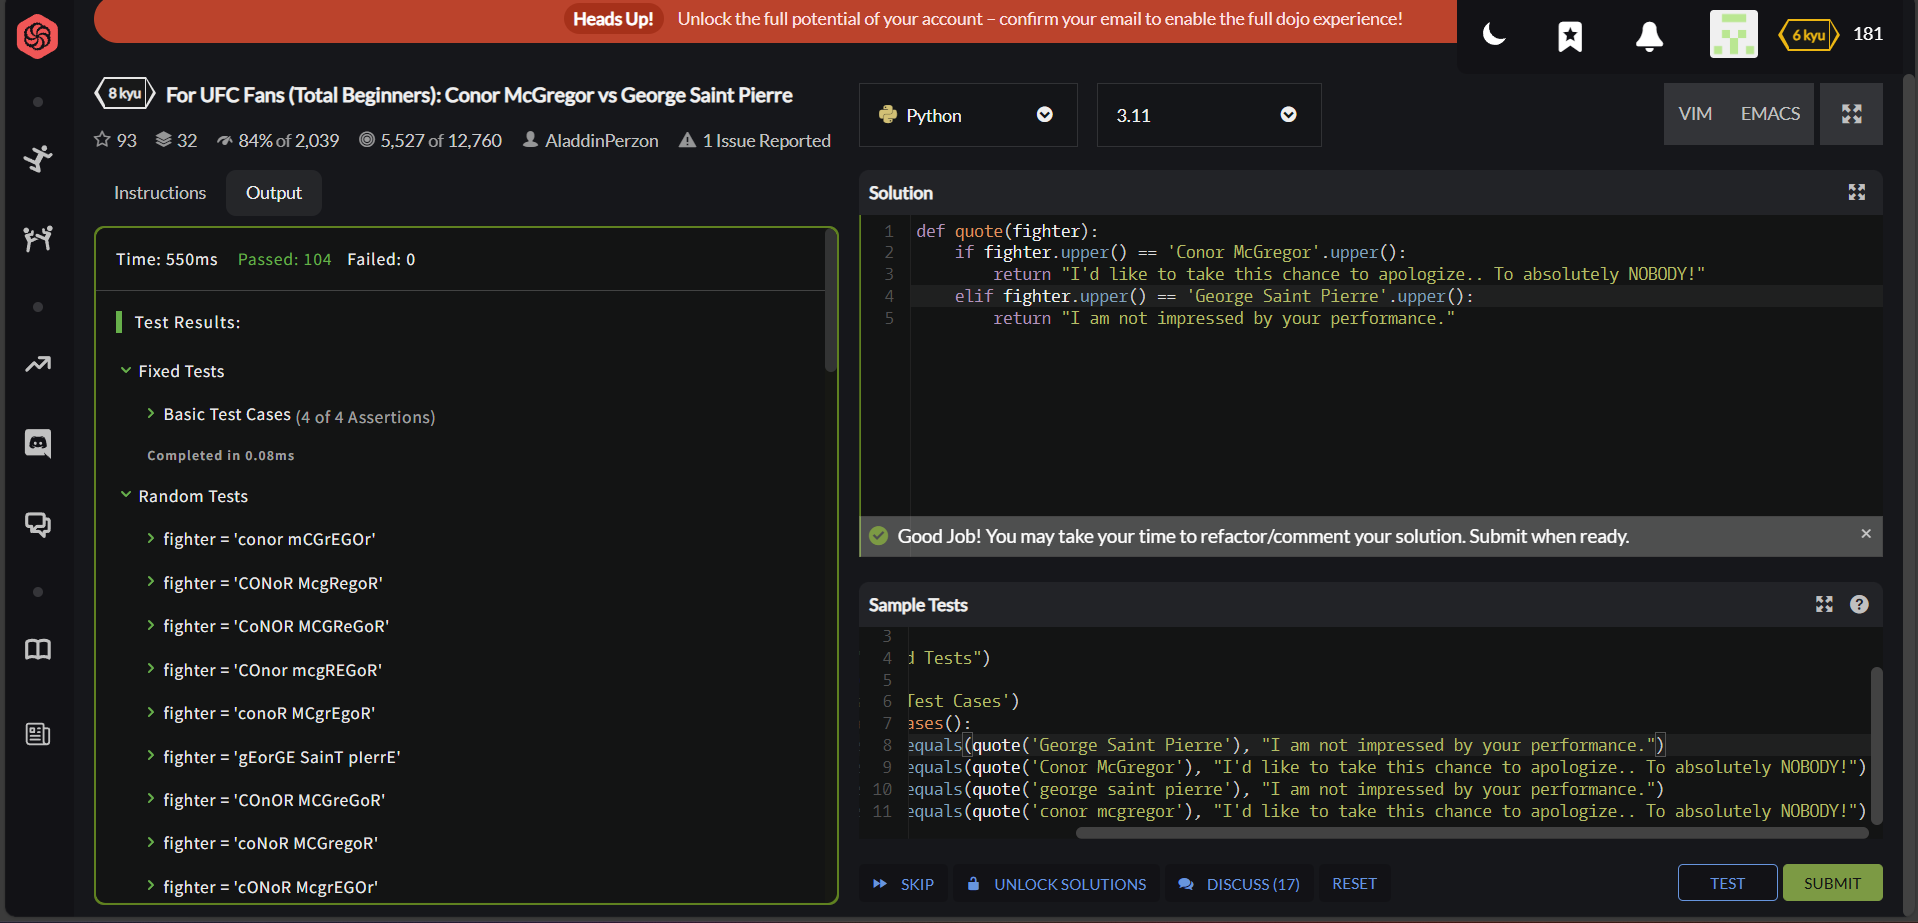 Heads Up! Unlock the full potential of your account – confirm your email to enable the full dojo experience!
6 kyu 181
8 kyu For UFC Fans (Total Beginners): Conor McGregor vs George Saint Pierre
93 32 84% of 2,039 5,527 of 12,760 AladdinPerzon 1 Issue Reported
Instructions Output
Time: 550ms Passed: 104 Failed: 0
Test Results:
Fixed Tests
Basic Test Cases (4 of 4 Assertions)
Completed in 0.08ms
Random Tests
fighter = 'conor mCGrEGOr'
fighter = 'CONoR McgRegoR'
fighter = 'CoNOR MCGReGoR'
fighter = 'COnor mcgREGoR'
fighter = 'conoR MCgrEgoR'
fighter = 'gEorGE SainT pIerrE'
fighter = 'COnOR MCGreGoR'
fighter = 'coNoR MCGregoR'
fighter = 'cONoR McgrEGOr'
Python 3.11 VIM EMACS
Solution
1 def quote(fighter):
2 if fighter.upper() == 'Conor McGregor'.upper():
3 return "I'd like to take this chance to apologize.. To absolutely NOBODY!"
4 elif fighter.upper() == 'George Saint Pierre'.upper():
5 return "I am not impressed by your performance."
Good Job! You may take your time to refactor/comment your solution. Submit when ready. ×
Sample Tests ?
3
4 d Tests")
5
6 Test Cases')
7 ases():
8 equals(quote('George Saint Pierre'), "I am not impressed by your performance.")
9 equals(quote('Conor McGregor'), "I'd like to take this chance to apologize.. To absolutely NOBODY!")
10 equals(quote('george saint pierre'), "I am not impressed by your performance.")
11 equals(quote('conor mcgregor'), "I'd like to take this chance to apologize.. To absolutely NOBODY!")
SKIP UNLOCK SOLUTIONS DISCUSS (17) RESET TEST SUBMIT